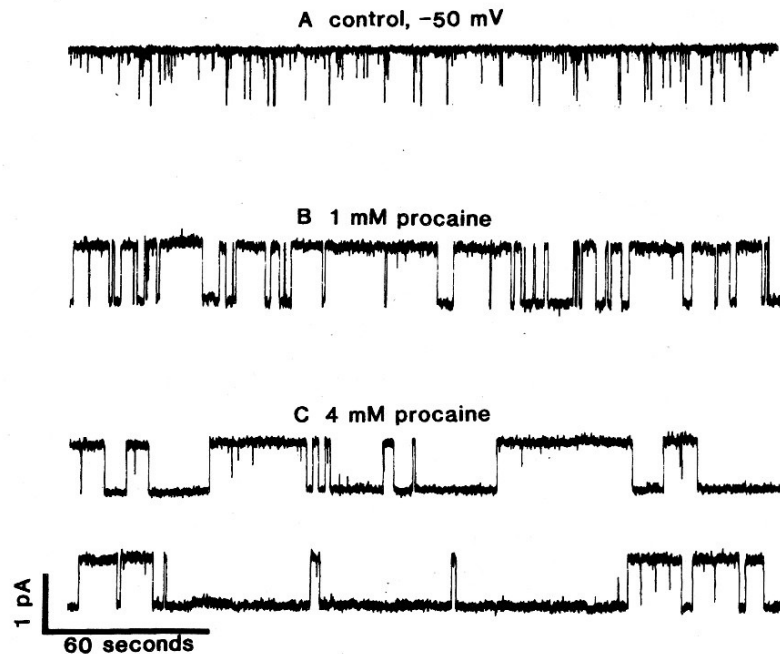 A control, -50 mV
B 1 mM procaine
C 4 mM procaine
1 pA
60 seconds